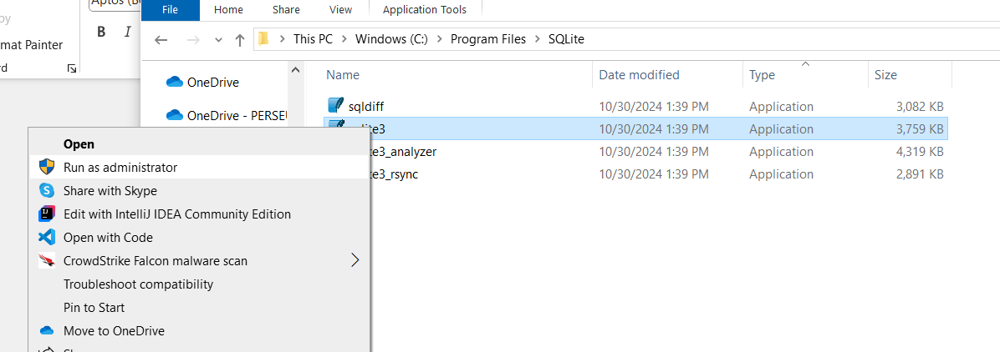 Aptos (B
File Home Share View Application Tools
py
B I
mat Painter
This PC > Windows (C:) > Program Files > SQLite
rd
Name Date modified Type Size
OneDrive
sqldiff 10/30/2024 1:39 PM Application 3,082 KB
OneDrive - PERSEU
lite3 10/30/2024 1:39 PM Application 3,759 KB
te3_analyzer 10/30/2024 1:39 PM Application 4,319 KB
te3_rsync 10/30/2024 1:39 PM Application 2,891 KB
Open
Run as administrator
Share with Skype
Edit with IntelliJ IDEA Community Edition
Open with Code
CrowdStrike Falcon malware scan
Troubleshoot compatibility
Pin to Start
Move to OneDrive